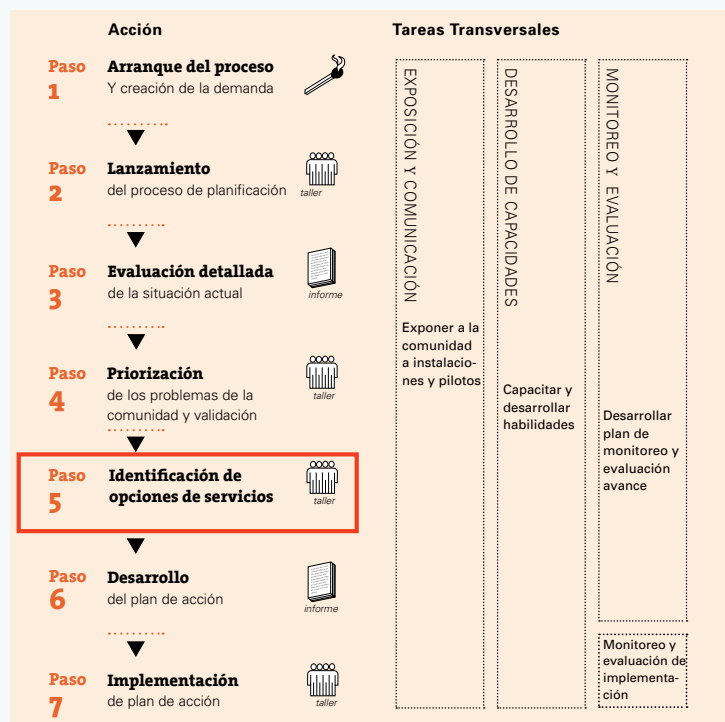 Acción
Tareas Transversales
Paso
1
Arranque del proceso
Y creación de la demanda
Paso
2
Lanzamiento
del proceso de planificación
taller
Paso
3
Evaluación detallada
de la situación actual
informe
Paso
4
Priorización
de los problemas de la
comunidad y validación
taller
Paso
5
Identificación de
opciones de servicios
taller
Paso
6
Desarrollo
del plan de acción
informe
Paso
7
Implementación
de plan de acción
taller
EXPOSICIÓN Y COMUNICACIÓN
Exponer a la
comunidad
a instalacio-
nes y pilotos
DESARROLLO DE CAPACIDADES
Capacitar y
desarrollar
habilidades
MONITOREO Y EVALUACIÓN
Desarrollar
plan de
monitoreo y
evaluación
avance
Monitoreo y
evaluación de
implementa-
ción